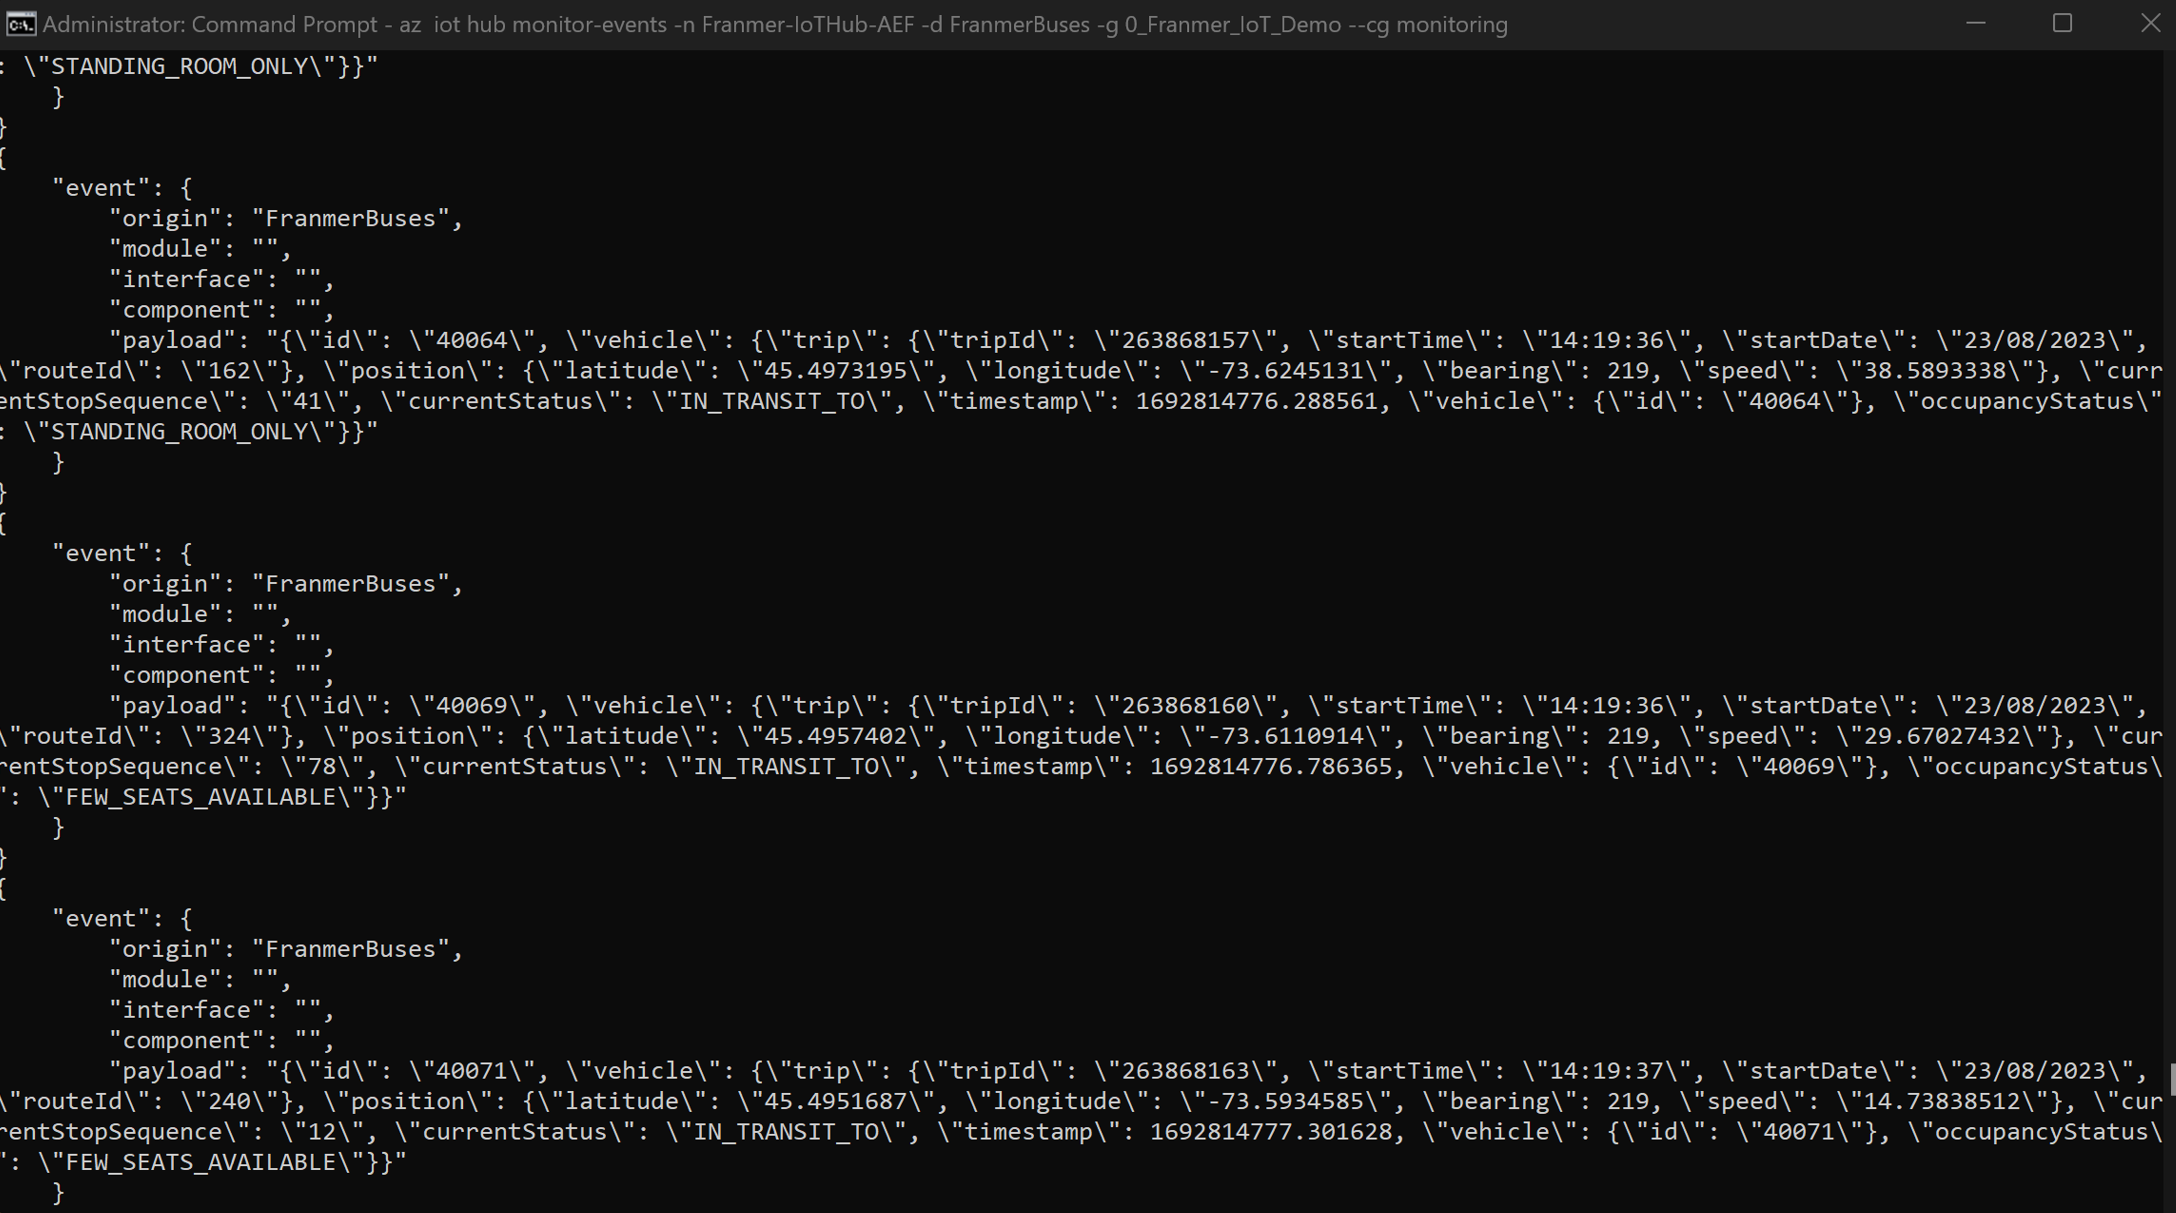 Administrator: Command Prompt - az  iot hub monitor-events -n Franmer-IoTHub-AEF -d FranmerBuses -g 0_Franmer_IoT_Demo --cg monitoring
: \"STANDING_ROOM_ONLY\"}}"
    }
}
{
    "event": {
        "origin": "FranmerBuses",
        "module": "",
        "interface": "",
        "component": "",
        "payload": "{\"id\": \"40064\", \"vehicle\": {\"trip\": {\"tripId\": \"263868157\", \"startTime\": \"14:19:36\", \"startDate\": \"23/08/2023\",
\"routeId\": \"162\"}, \"position\": {\"latitude\": \"45.4973195\", \"longitude\": \"-73.6245131\", \"bearing\": 219, \"speed\": \"38.5893338\"}, \"curr
entStopSequence\": \"41\", \"currentStatus\": \"IN_TRANSIT_TO\", \"timestamp\": 1692814776.288561, \"vehicle\": {\"id\": \"40064\"}, \"occupancyStatus\"
: \"STANDING_ROOM_ONLY\"}}"
    }
}
{
    "event": {
        "origin": "FranmerBuses",
        "module": "",
        "interface": "",
        "component": "",
        "payload": "{\"id\": \"40069\", \"vehicle\": {\"trip\": {\"tripId\": \"263868160\", \"startTime\": \"14:19:36\", \"startDate\": \"23/08/2023\",
\"routeId\": \"324\"}, \"position\": {\"latitude\": \"45.4957402\", \"longitude\": \"-73.6110914\", \"bearing\": 219, \"speed\": \"29.67027432\"}, \"cur
rentStopSequence\": \"78\", \"currentStatus\": \"IN_TRANSIT_TO\", \"timestamp\": 1692814776.786365, \"vehicle\": {\"id\": \"40069\"}, \"occupancyStatus\
": \"FEW_SEATS_AVAILABLE\"}}"
    }
}
{
    "event": {
        "origin": "FranmerBuses",
        "module": "",
        "interface": "",
        "component": "",
        "payload": "{\"id\": \"40071\", \"vehicle\": {\"trip\": {\"tripId\": \"263868163\", \"startTime\": \"14:19:37\", \"startDate\": \"23/08/2023\",
\"routeId\": \"240\"}, \"position\": {\"latitude\": \"45.4951687\", \"longitude\": \"-73.5934585\", \"bearing\": 219, \"speed\": \"14.73838512\"}, \"cur
rentStopSequence\": \"12\", \"currentStatus\": \"IN_TRANSIT_TO\", \"timestamp\": 1692814777.301628, \"vehicle\": {\"id\": \"40071\"}, \"occupancyStatus\
": \"FEW_SEATS_AVAILABLE\"}}"
    }